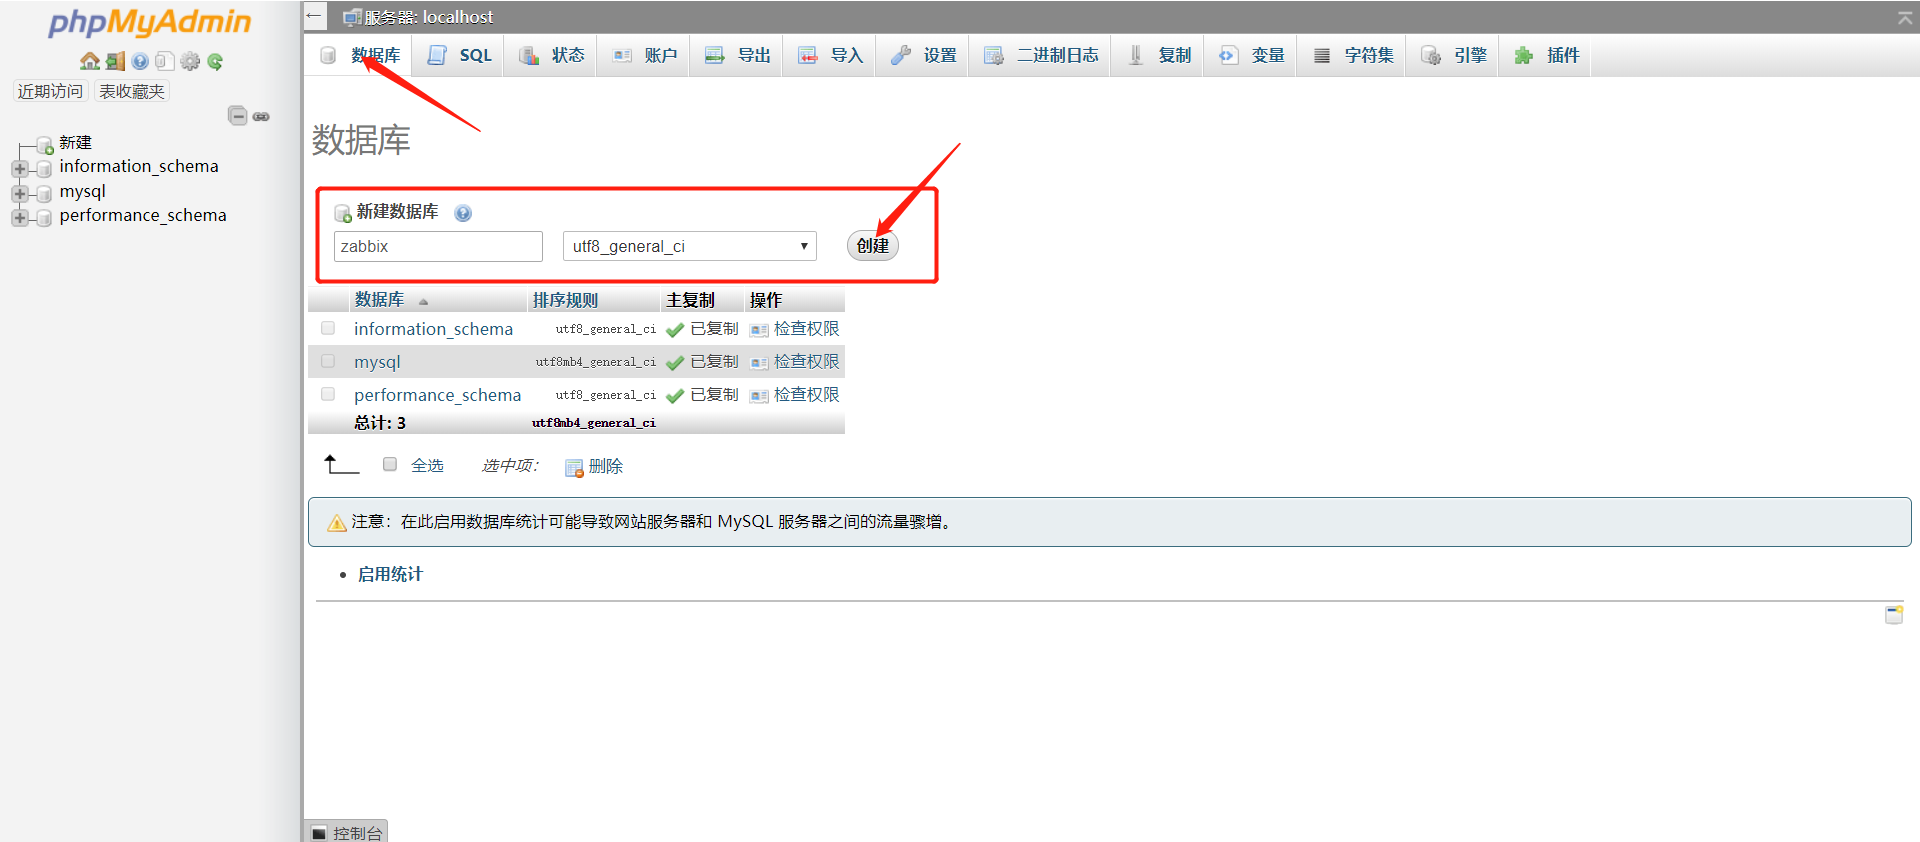 phpMyAdmin
近期访问 表收藏夹
新建
information_schema
mysql
performance_schema
服务器: localhost
数据库 SQL 状态 账户 导出 导入 设置 二进制日志 复制 变量 字符集 引擎 插件
数据库
新建数据库
zabbix utf8_general_ci 创建
数据库 排序规则 主复制 操作
information_schema utf8_general_ci 已复制 检查权限
mysql utf8mb4_general_ci 已复制 检查权限
performance_schema utf8_general_ci 已复制 检查权限
总计: 3 utf8mb4_general_ci
全选 选中项: 删除
注意：在此启用数据库统计可能导致网站服务器和 MySQL 服务器之间的流量骤增。
启用统计
控制台